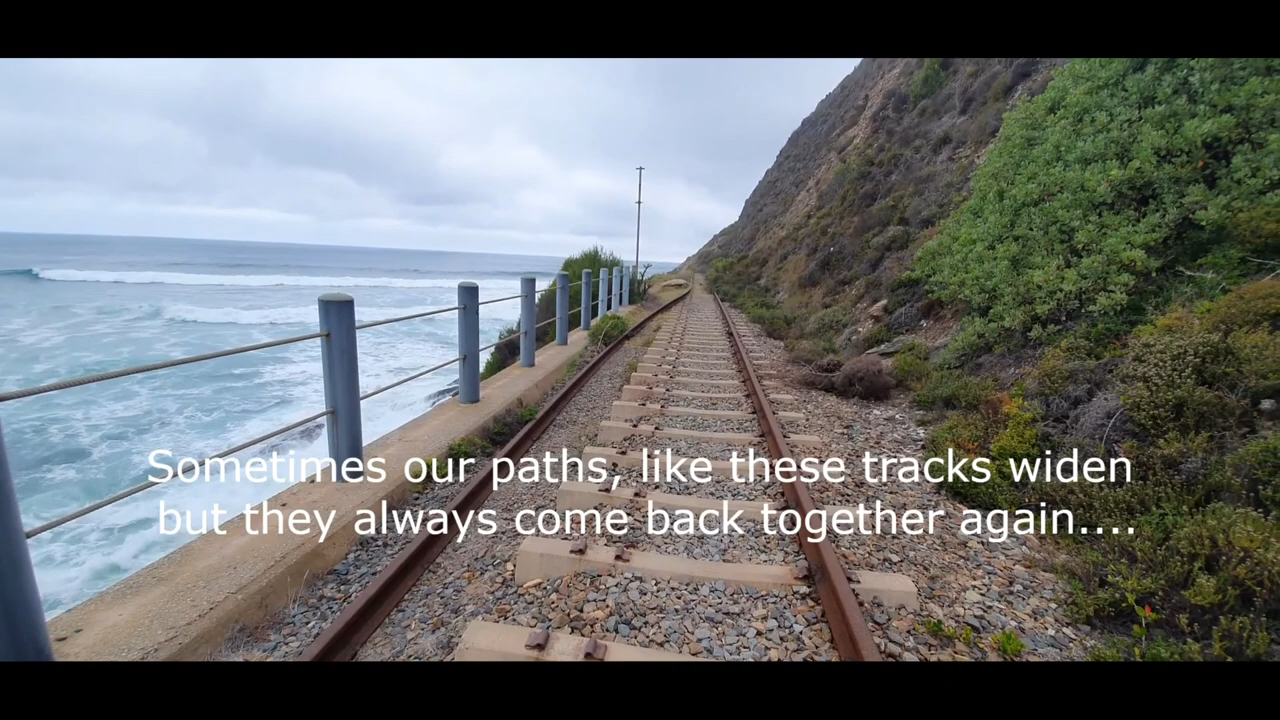 Sometimes our paths, like these tracks widen
but they always come back together again....